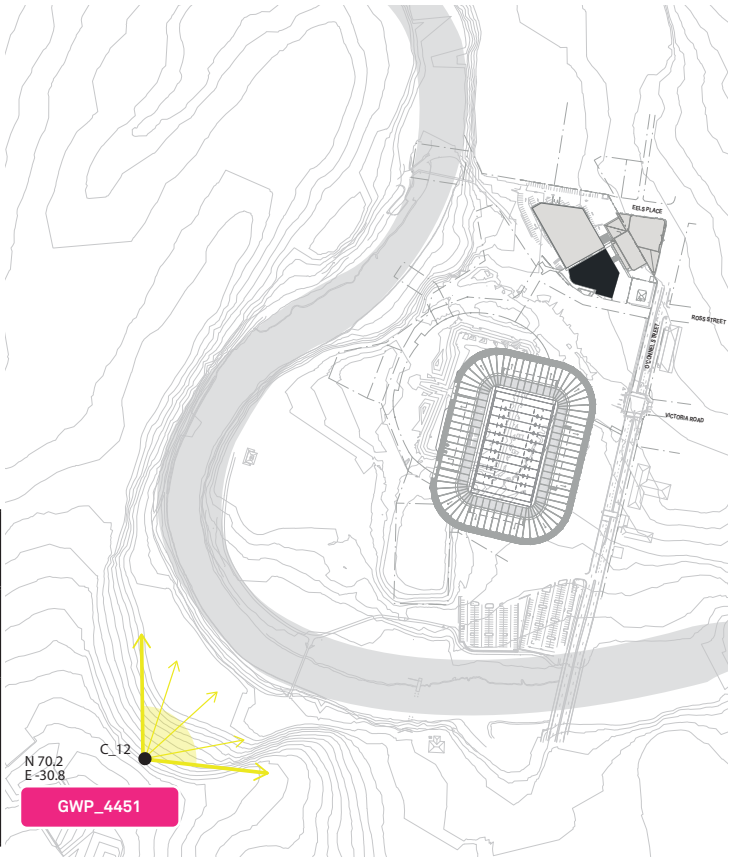 EELS PLACE
ROSS STREET
O'CONNELL STREET
VICTORIA ROAD
C_12
N 70.2
E -30.8
GWP_4451